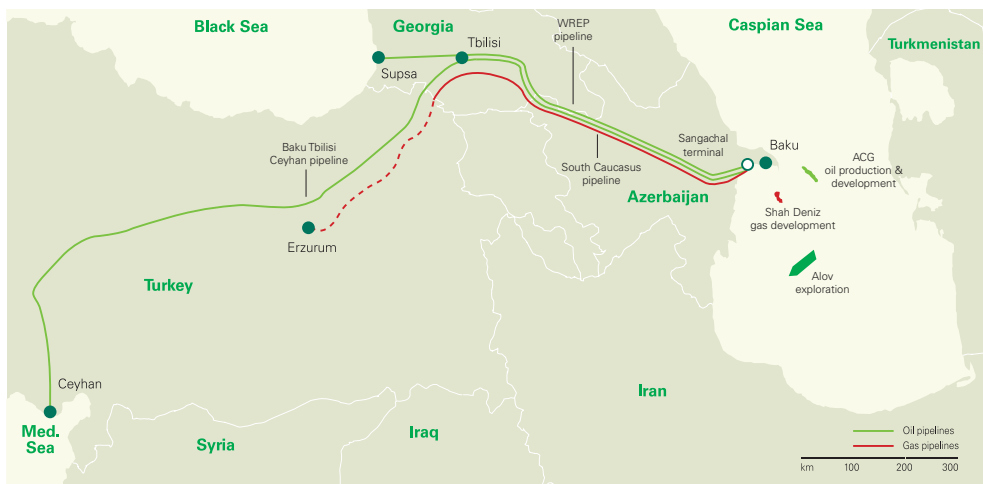 Black Sea
Georgia
WREP
pipeline
Caspian Sea
Turkmenistan
Tbilisi
Supsa
Baku Tbilisi
Ceyhan pipeline
South Caucasus
pipeline
Sangachal
terminal
Baku
ACG
oil production &
development
Azerbaijan
Shah Deniz
gas development
Erzurum
Alov
exploration
Turkey
Ceyhan
Iran
Med.
Sea
Syria
Iraq
Oil pipelines
Gas pipelines
km 100 200 300